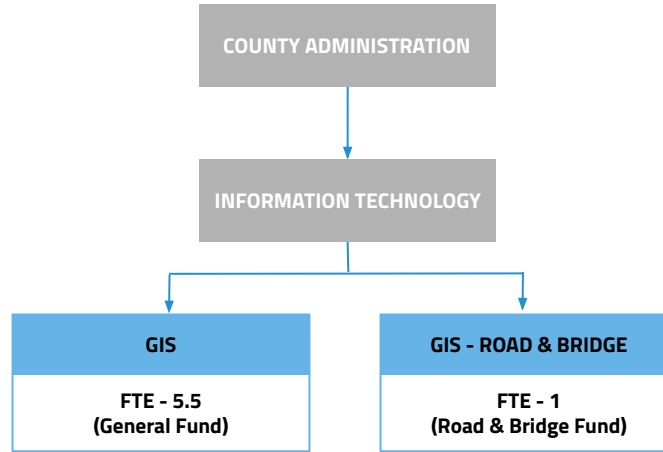 COUNTY ADMINISTRATION
INFORMATION TECHNOLOGY
GIS
FTE - 5.5
(General Fund)
GIS - ROAD & BRIDGE
FTE - 1
(Road & Bridge Fund)